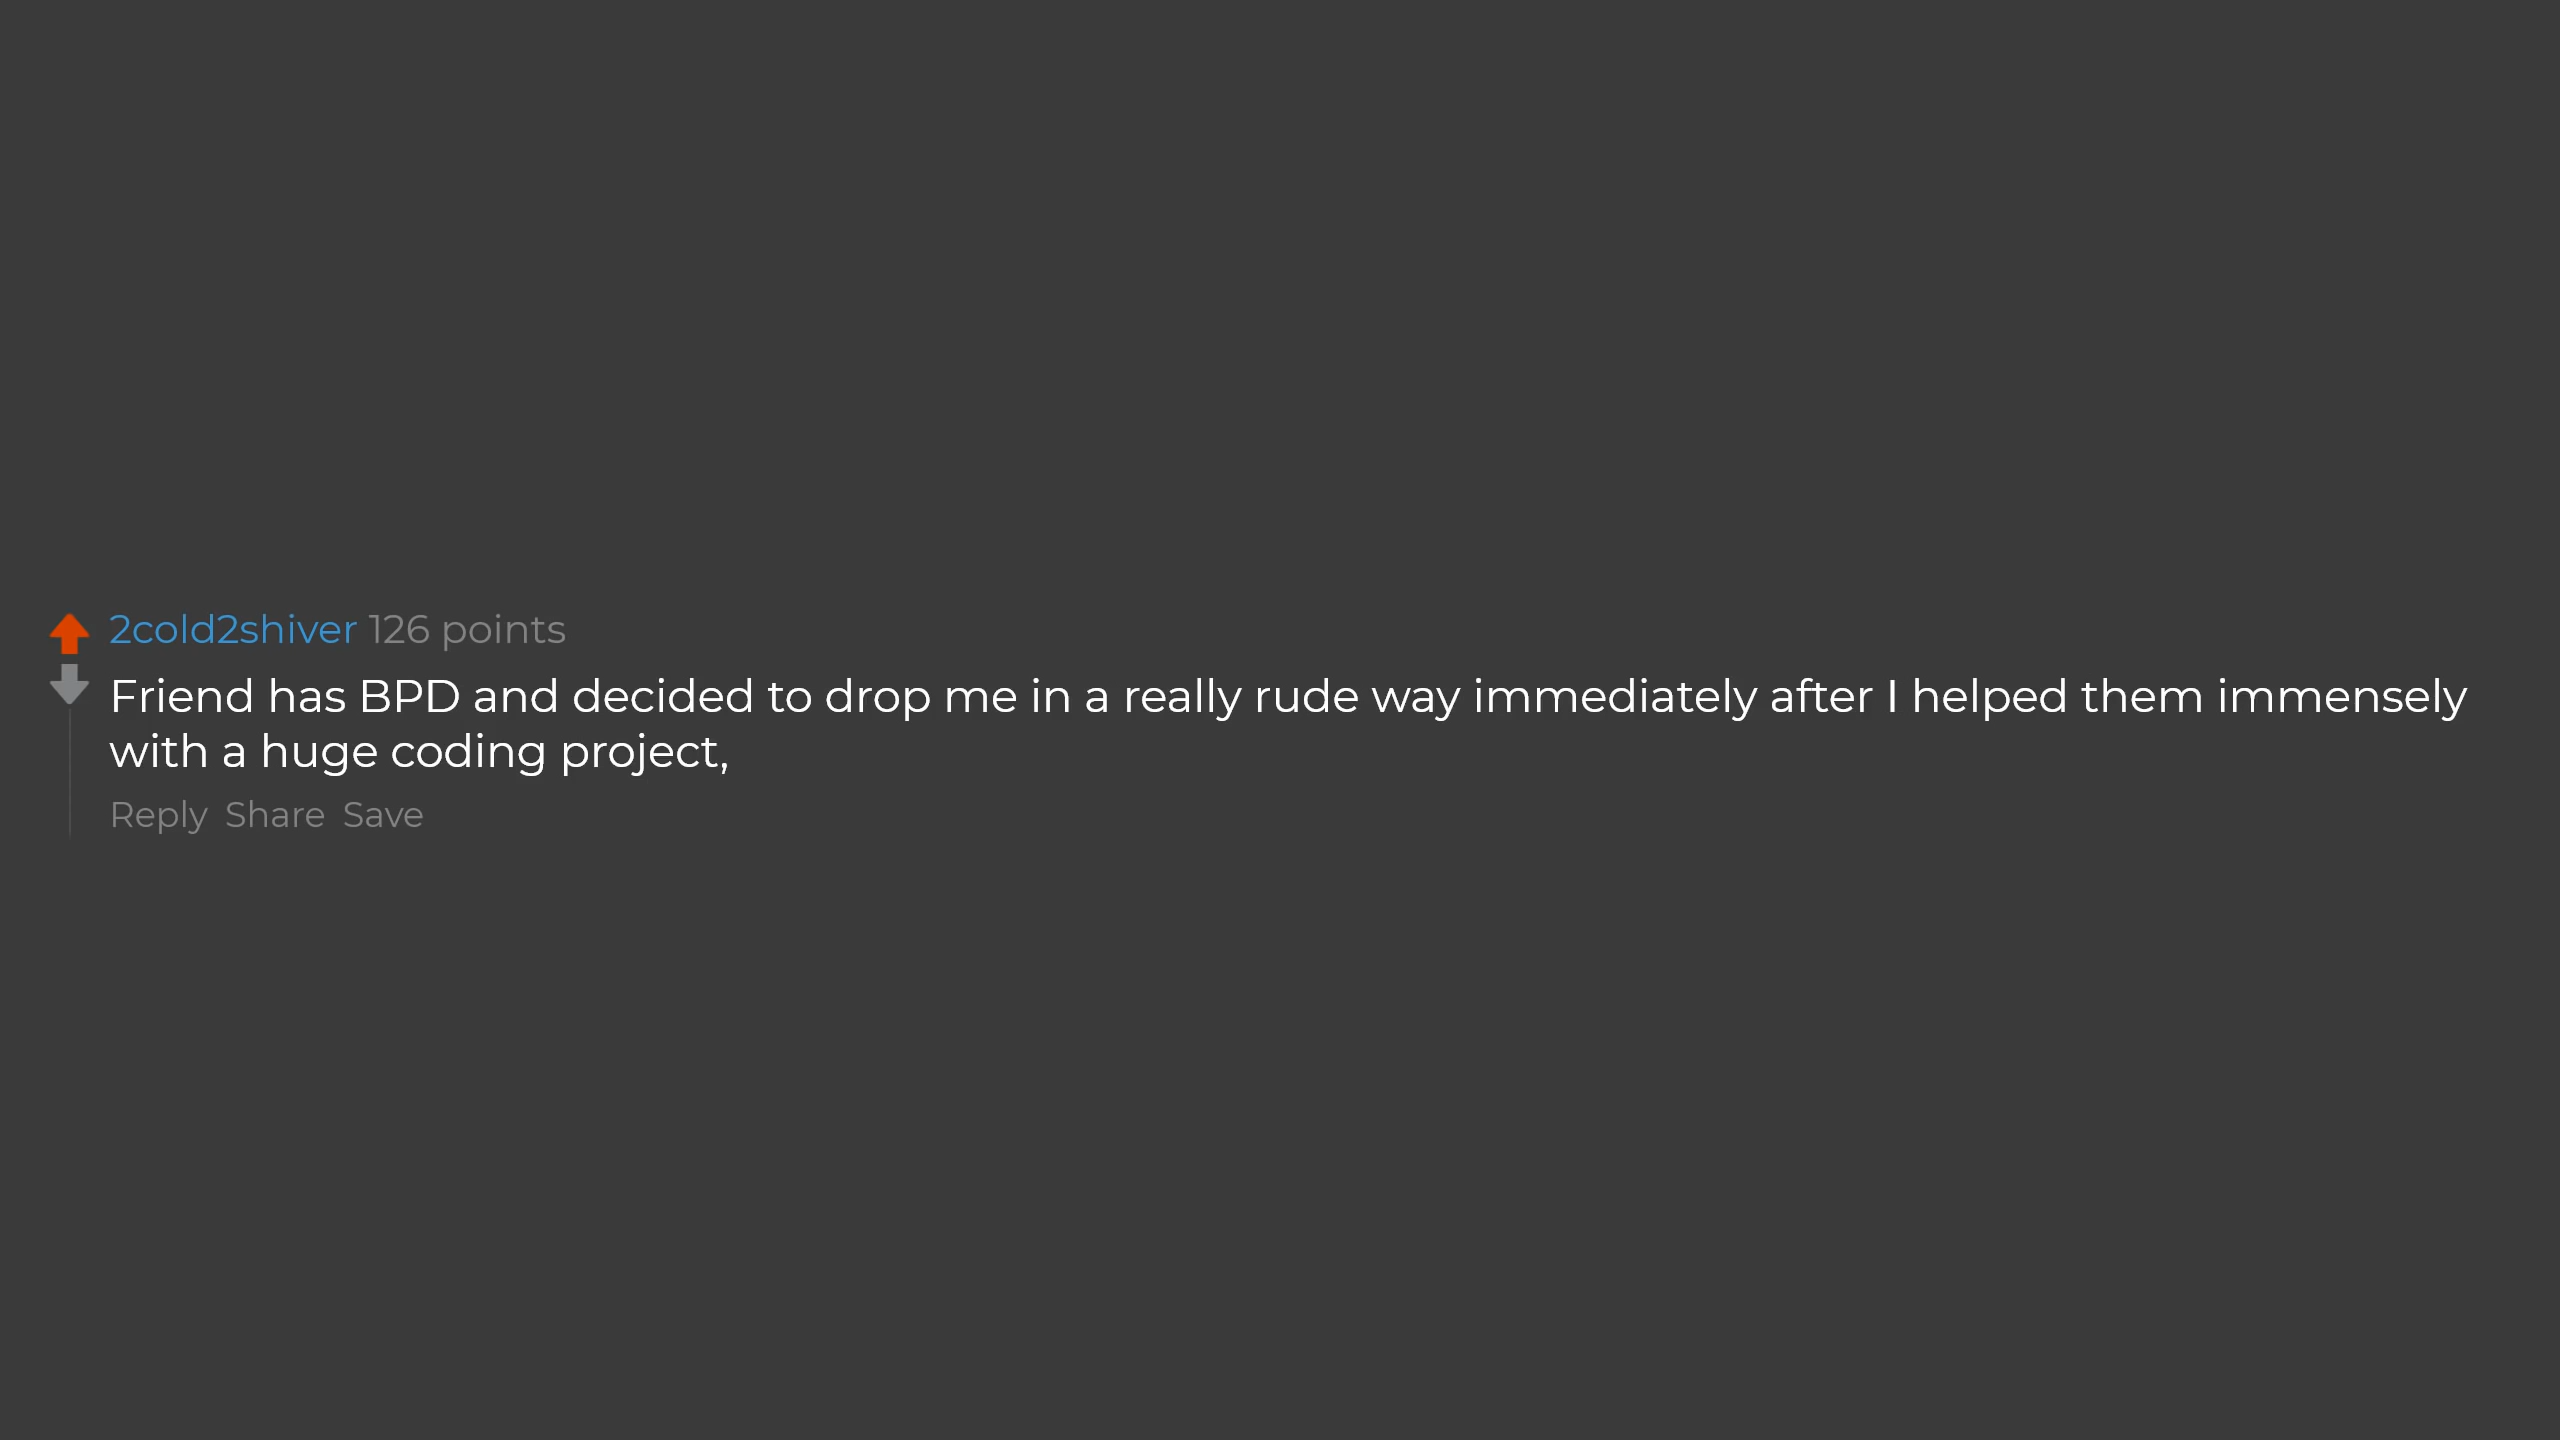 2cold2shiver 126 points
Friend has BPD and decided to drop me in a really rude way immediately after I helped them immensely
with a huge coding project,
Reply Share Save